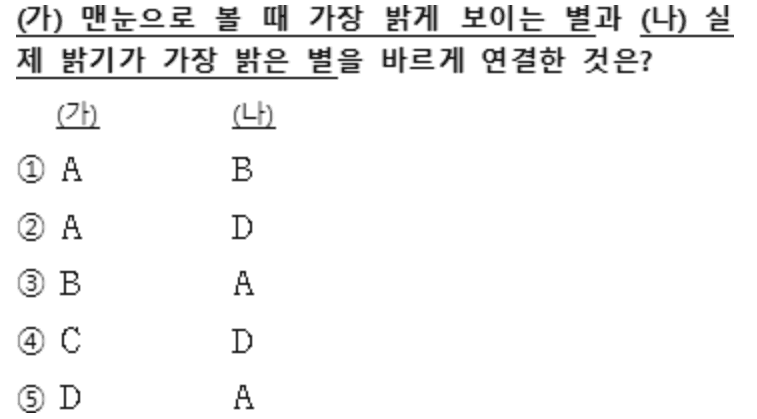 (가) 맨눈으로 볼 때 가장 밝게 보이는 별과 (나) 실
제 밝기가 가장 밝은 별을 바르게 연결한 것은?
(가) (나)
① A B
② A D
③ B A
④ C D
⑤ D A